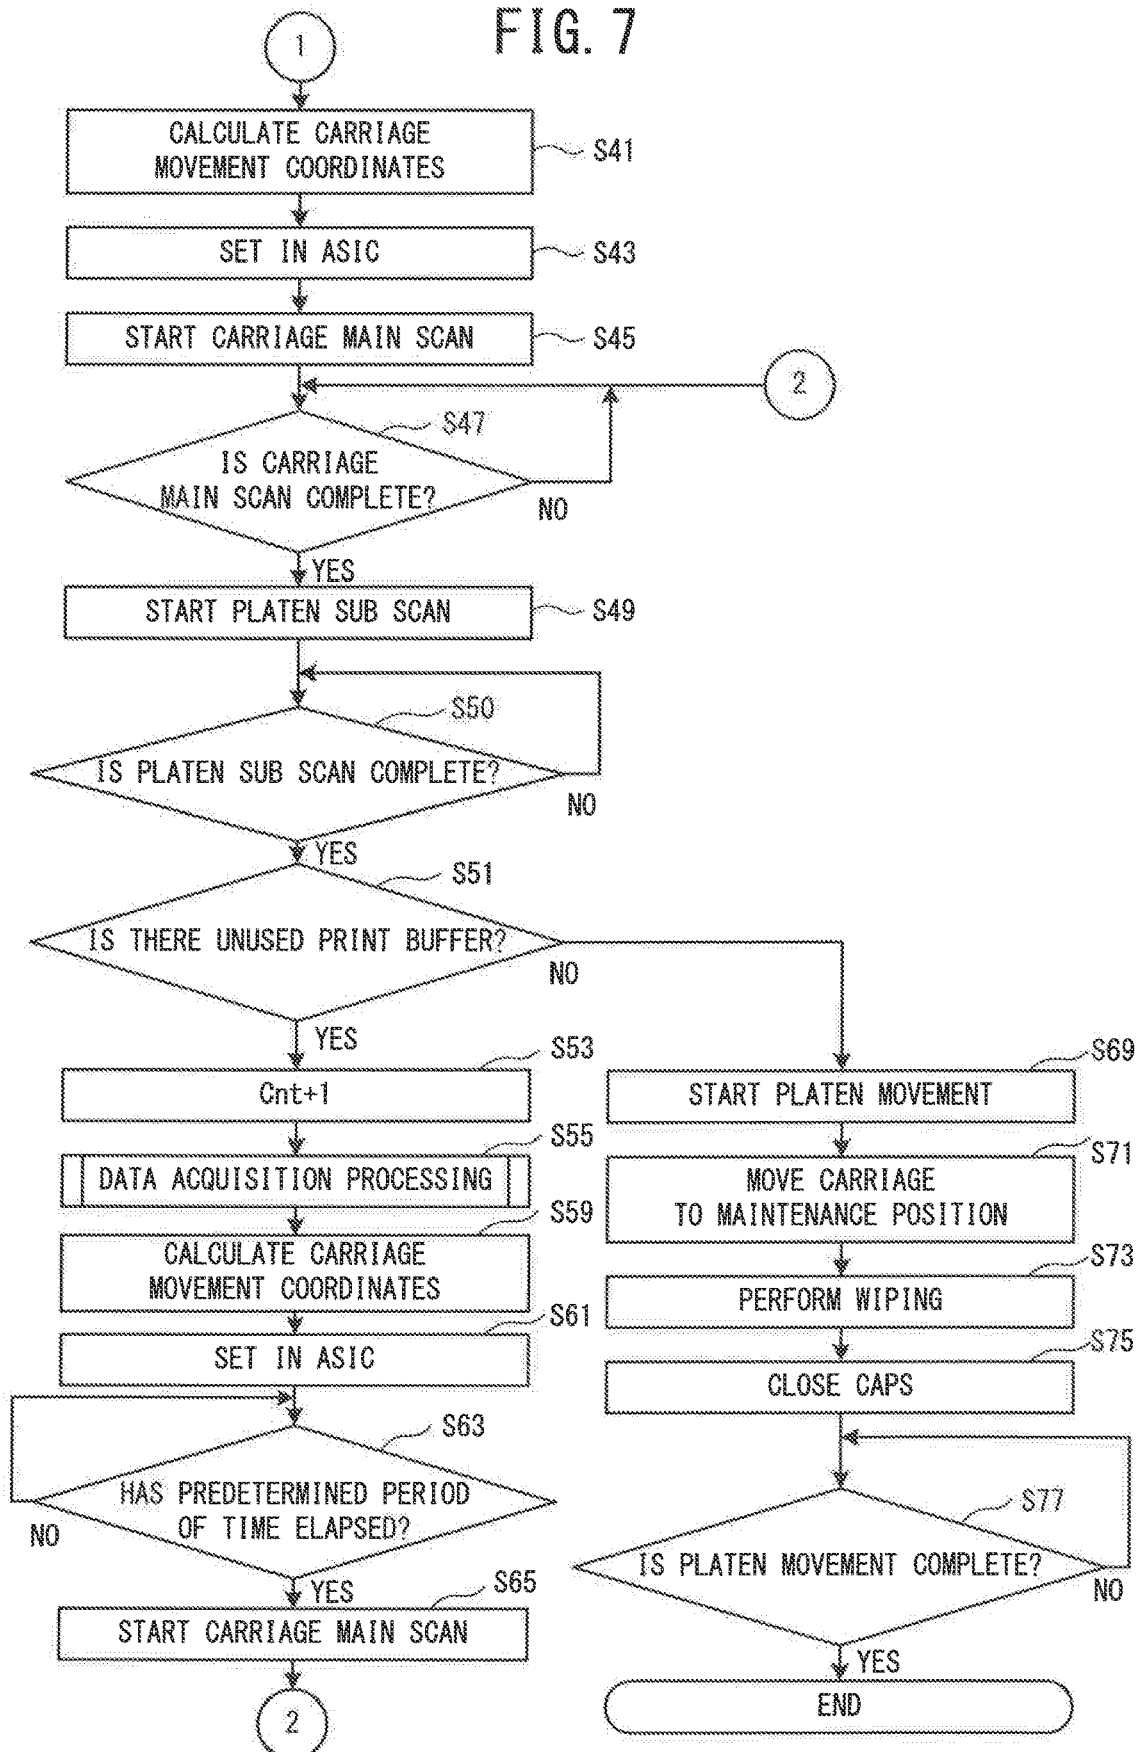 FIG. 7
1
CALCULATE CARRIAGE
MOVEMENT COORDINATES
S41
SET IN ASIC
S43
START CARRIAGE MAIN SCAN
S45
2
S47
IS CARRIAGE
MAIN SCAN COMPLETE?
NO
YES
START PLATEN SUB SCAN
S49
S50
IS PLATEN SUB SCAN COMPLETE?
NO
YES
S51
IS THERE UNUSED PRINT BUFFER?
NO
YES
S53
Cnt+1
S55
DATA ACQUISITION PROCESSING
S59
CALCULATE CARRIAGE
MOVEMENT COORDINATES
S61
SET IN ASIC
S63
HAS PREDETERMINED PERIOD
OF TIME ELAPSED?
NO
YES
S65
START CARRIAGE MAIN SCAN
2
S69
START PLATEN MOVEMENT
S71
MOVE CARRIAGE
TO MAINTENANCE POSITION
S73
PERFORM WIPING
S75
CLOSE CAPS
S77
IS PLATEN MOVEMENT COMPLETE?
NO
YES
END